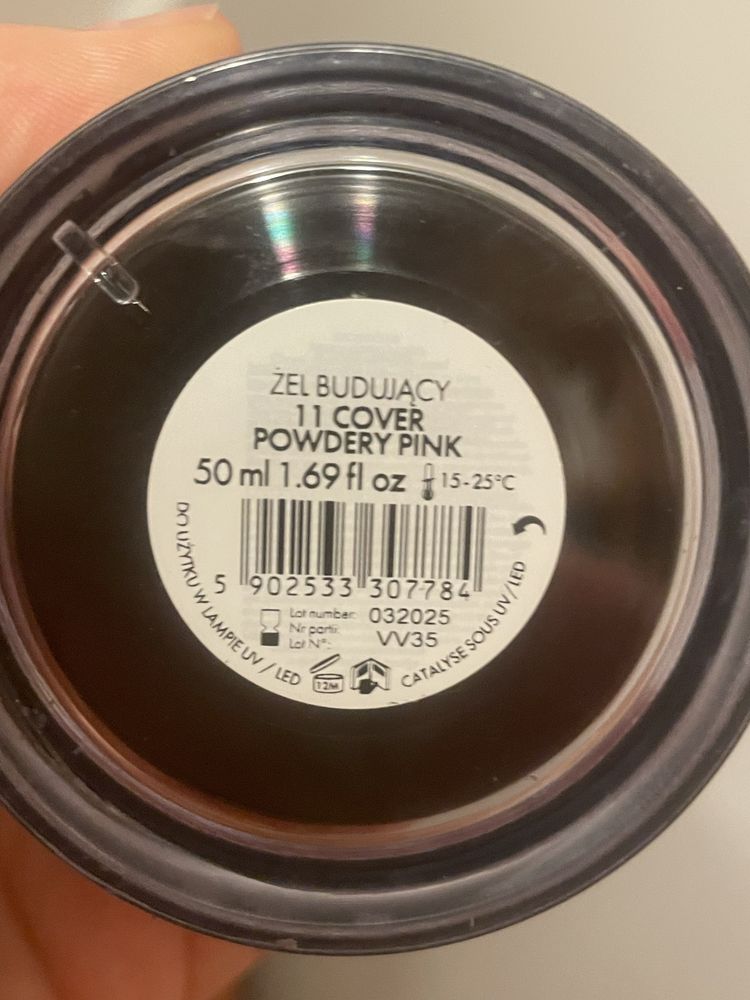 ŻEL BUDUJĄCY
11 COVER
POWDERY PINK
50 ml 1.69 fl oz 15-25°C
5 902533 307784
Lot number: 032025
Nr partii: VV35
Lot N°:
12M
DO UŻYTKU W LAMPIE UV / LED
CATALYSE SOUS UV / LED